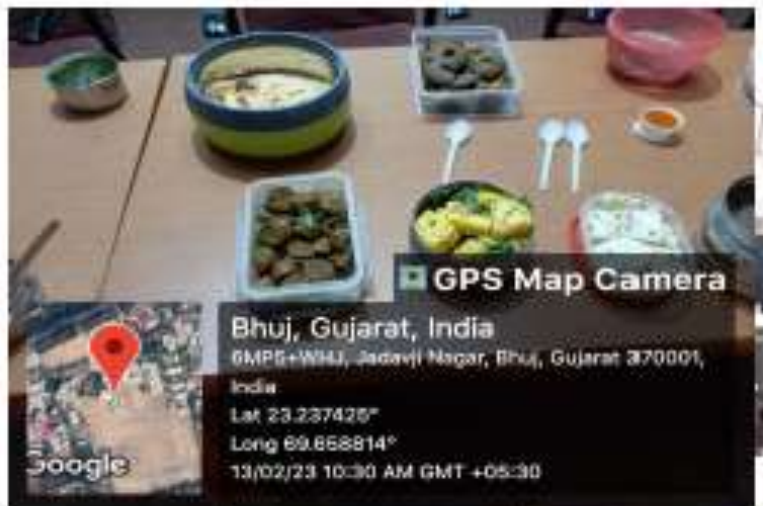 GPS Map Camera
Bhuj, Gujarat, India
6MP5+WHJ, Jadavji Nagar, Bhuj, Gujarat 370001,
India
Lat 23.237425°
Long 69.658814°
13/02/23 10:30 AM GMT +05:30
Google